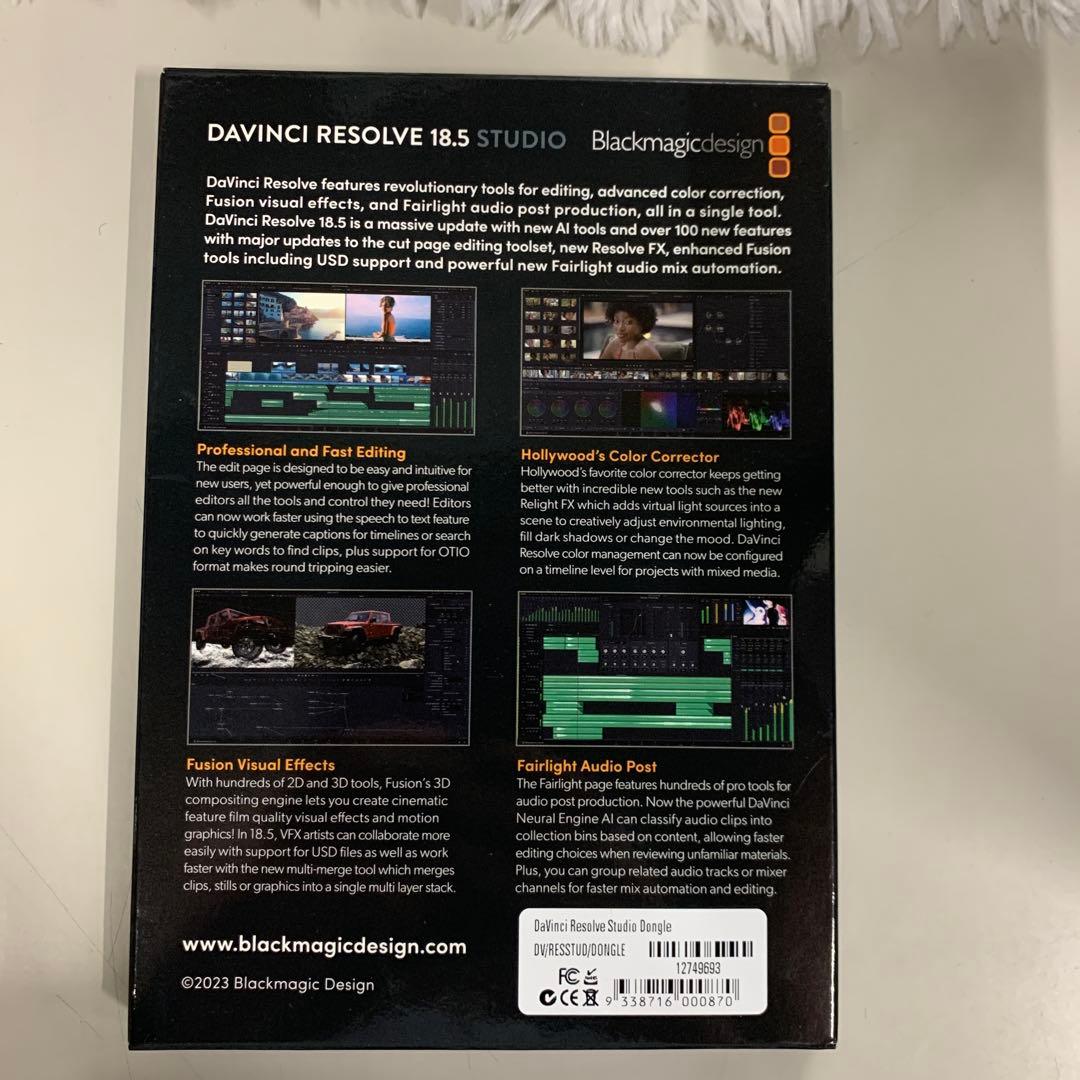 DAVINCI RESOLVE 18.5 STUDIO
Blackmagicdesign
DaVinci Resolve features revolutionary tools for editing, advanced color correction,
Fusion visual effects, and Fairlight audio post production, all in a single tool.
DaVinci Resolve 18.5 is a massive update with new AI tools and over 100 new features
with major updates to the cut page editing toolset, new Resolve FX, enhanced Fusion
tools including USD support and powerful new Fairlight audio mix automation.
Professional and Fast Editing
The edit page is designed to be easy and intuitive for
new users, yet powerful enough to give professional
editors all the tools and control they need! Editors
can now work faster using the speech to text feature
to quickly generate captions for timelines or search
on key words to find clips, plus support for OTIO
format makes round tripping easier.
Hollywood's Color Corrector
Hollywood's favorite color corrector keeps getting
better with incredible new tools such as the new
Relight FX which adds virtual light sources into a
scene to creatively adjust environmental lighting,
fill dark shadows or change the mood. DaVinci
Resolve color management can now be configured
on a timeline level for projects with mixed media.
Fusion Visual Effects
With hundreds of 2D and 3D tools, Fusion's 3D
compositing engine lets you create cinematic
feature film quality visual effects and motion
graphics! In 18.5, VFX artists can collaborate more
easily with support for USD files as well as work
faster with the new multi-merge tool which merges
clips, stills or graphics into a single multi layer stack.
Fairlight Audio Post
The Fairlight page features hundreds of pro tools for
audio post production. Now the powerful DaVinci
Neural Engine AI can classify audio clips into
collection bins based on content, allowing faster
editing choices when reviewing unfamiliar materials.
Plus, you can group related audio tracks or mixer
channels for faster mix automation and editing.
www.blackmagicdesign.com
©2023 Blackmagic Design
DaVinci Resolve Studio Dongle
DV/RESSTUD/DONGLE
12749693
FC
CE
9 338716 000870